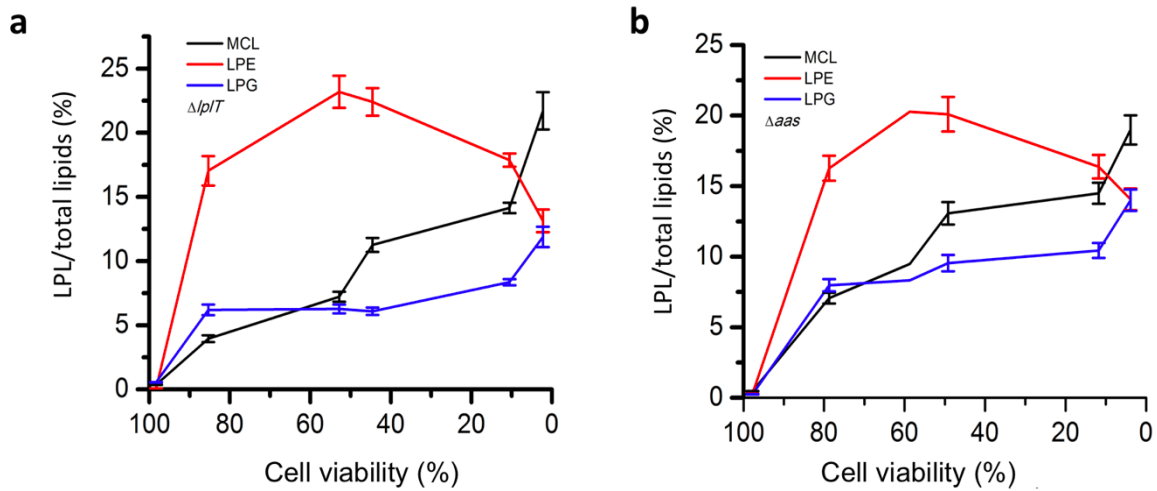 a
MCL
LPE
LPG
ΔlplT
25
20
15
10
5
0
LPL/total lipids (%)
100 80 60 40 20 0
Cell viability (%)
b
MCL
LPE
LPG
Δaas
25
20
15
10
5
0
LPL/total lipids (%)
100 80 60 40 20 0
Cell viability (%)